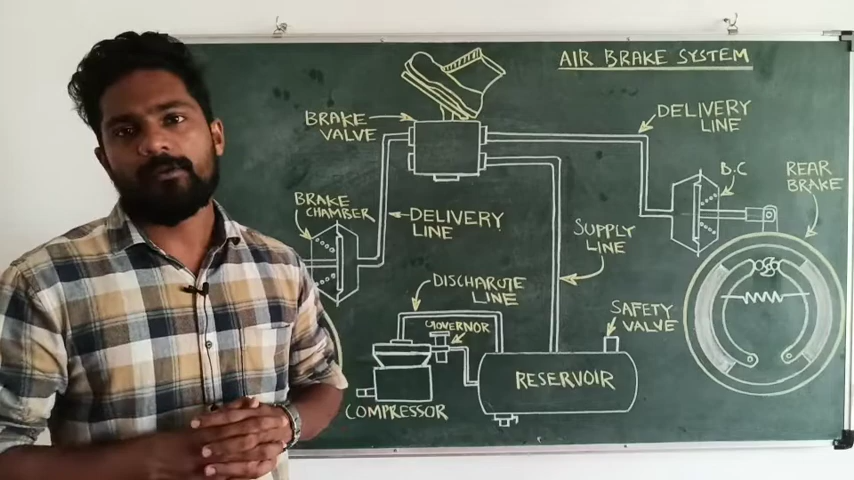 AIR BRAKE SYSTEM
BRAKE
VALVE
DELIVERY
LINE
B.C
REAR
BRAKE
BRAKE
CHAMBER
DELIVERY
LINE
SUPPLY
LINE
DISCHAROTE
LINE
GOVERNOR
SAFETY
VALVE
RESERVOIR
COMPRESSOR